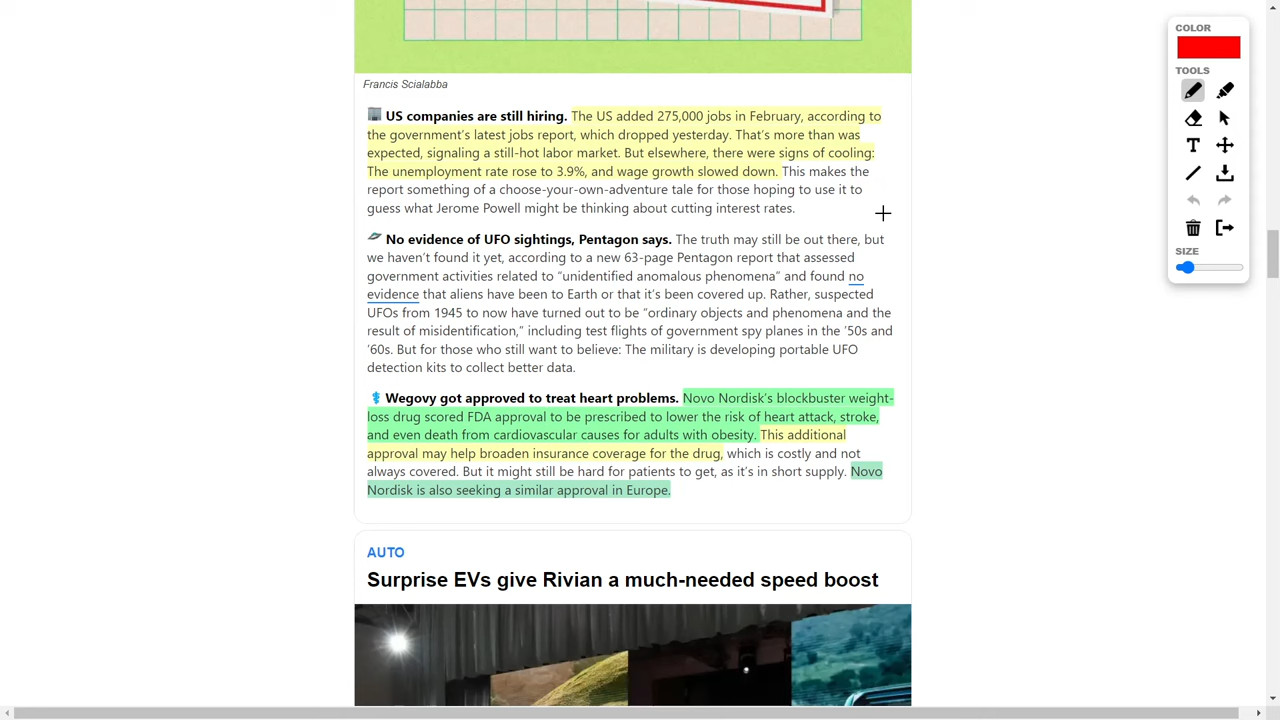 Francis Scialabba
US companies are still hiring. The US added 275,000 jobs in February, according to
the government's latest jobs report, which dropped yesterday. That's more than was
expected, signaling a still-hot labor market. But elsewhere, there were signs of cooling:
The unemployment rate rose to 3.9%, and wage growth slowed down. This makes the
report something of a choose-your-own-adventure tale for those hoping to use it to
guess what Jerome Powell might be thinking about cutting interest rates.
No evidence of UFO sightings, Pentagon says. The truth may still be out there, but
we haven't found it yet, according to a new 63-page Pentagon report that assessed
government activities related to “unidentified anomalous phenomena” and found no
evidence that aliens have been to Earth or that it's been covered up. Rather, suspected
UFOs from 1945 to now have turned out to be “ordinary objects and phenomena and the
result of misidentification,” including test flights of government spy planes in the ’50s and
’60s. But for those who still want to believe: The military is developing portable UFO
detection kits to collect better data.
Wegovy got approved to treat heart problems. Novo Nordisk's blockbuster weight-
loss drug scored FDA approval to be prescribed to lower the risk of heart attack, stroke,
and even death from cardiovascular causes for adults with obesity. This additional
approval may help broaden insurance coverage for the drug, which is costly and not
always covered. But it might still be hard for patients to get, as it's in short supply. Novo
Nordisk is also seeking a similar approval in Europe.
AUTO
Surprise EVs give Rivian a much-needed speed boost
COLOR
TOOLS
T
SIZE